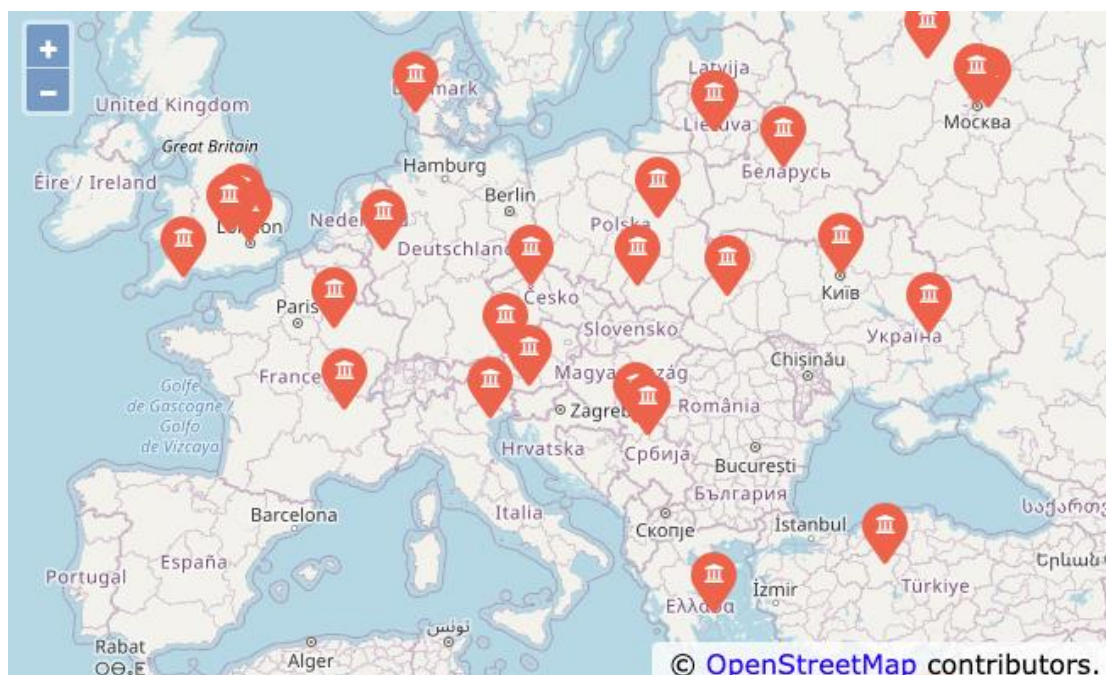 +
−
Latvija
Denmark
Lietuva
Москва
United Kingdom
Great Britain
Hamburg
Беларусь
Éire / Ireland
Berlin
Polska
London
Deutschland
Česko
Київ
Paris
Slovensko
Україна
Chișinău
France
Magyarország
Golfe
de Gascogne /
Golfo
de Vizcaya
România
Hrvatska
Србија
București
България
Barcelona
Italia
Скопје
İstanbul
España
Portugal
İzmir
Türkiye
Rabat
تونس
Alger
© OpenStreetMap contributors.